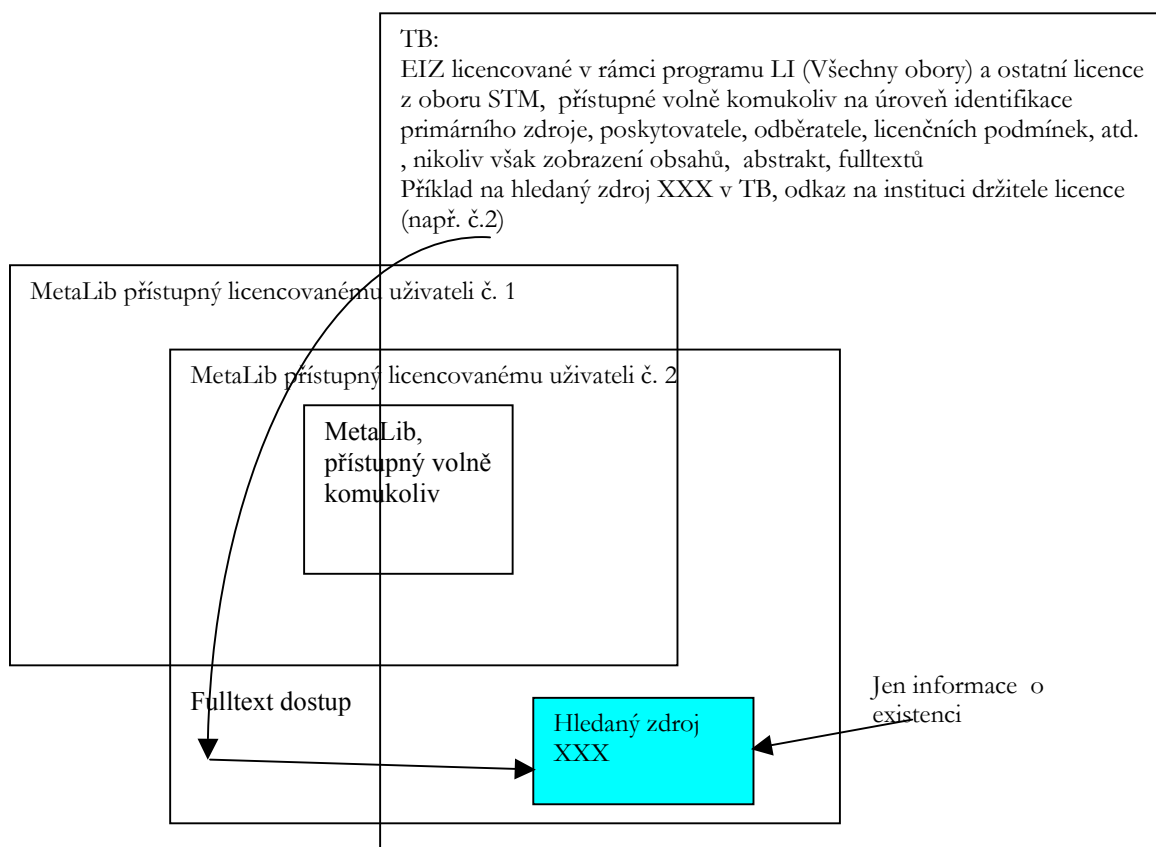 TB:
EIZ licencované v rámci programu LI (Všechny obory) a ostatní licence
z oboru STM, přístupné volně komukoliv na úroveň identifikace
primárního zdroje, poskytovatele, odběratele, licenčních podmínek, atd.
, nikoliv však zobrazení obsahů, abstrakt, fulltextů
Příklad na hledaný zdroj XXX v TB, odkaz na instituci držitele licence
(např. č.2)
MetaLib přístupný licencovanému uživateli č. 1
MetaLib přístupný licencovanému uživateli č. 2
MetaLib,
přístupný volně
komukoliv
Fulltext dostup
Hledaný zdroj
XXX
Jen informace o
existenci